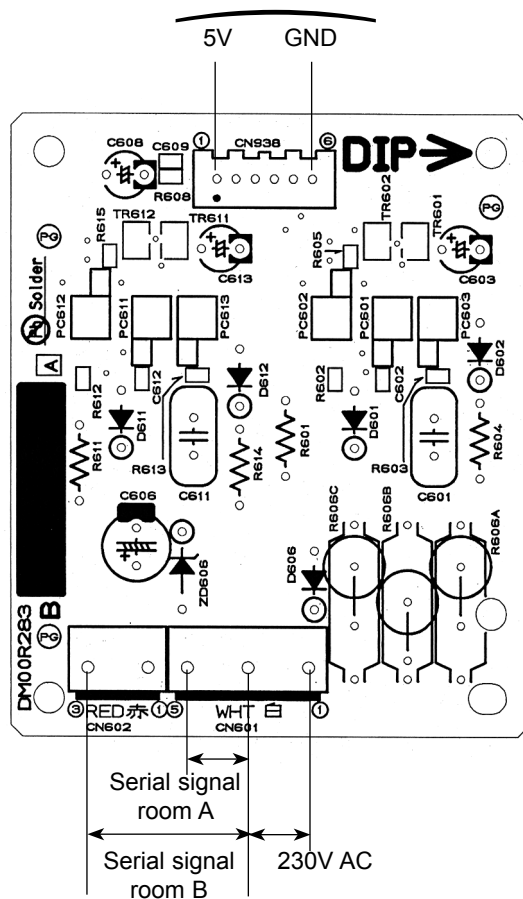 5V GND
C608
C609
① CN938 ⑥
DIP→
R608
TR612
TR611
TR602
TR601
R615
R605
C613
C603
PG
PG
Pb Solder
PC612
PC611
PC613
PC602
PC601
PC603
A
R612
C612
D612
R602
C602
D602
D611
D601
R611
R613
R614
R601
R603
R604
C611
C601
C606
ZD606
D606
R606C
R606B
R606A
DM00R283 B
PG
PG
③ RED 赤 ① ⑤ WHT 白 ①
CN602 CN601
Serial signal
room A
Serial signal
room B
230V AC